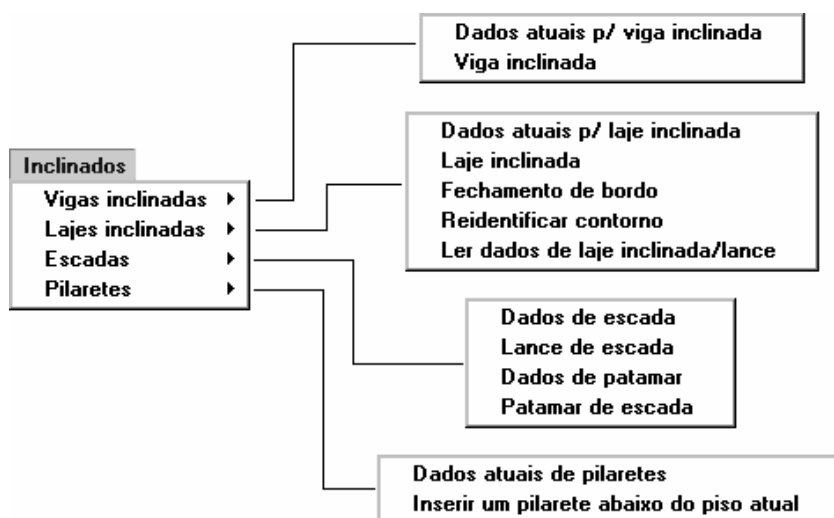 Inclinados
Vigas inclinadas
Lajes inclinadas
Escadas
Pilaretes
Dados atuais p/ viga inclinada
Viga inclinada
Dados atuais p/ laje inclinada
Laje inclinada
Fechamento de bordo
Reidentificar contorno
Ler dados de laje inclinada/lance
Dados de escada
Lance de escada
Dados de patamar
Patamar de escada
Dados atuais de pilaretes
Inserir um pilarete abaixo do piso atual